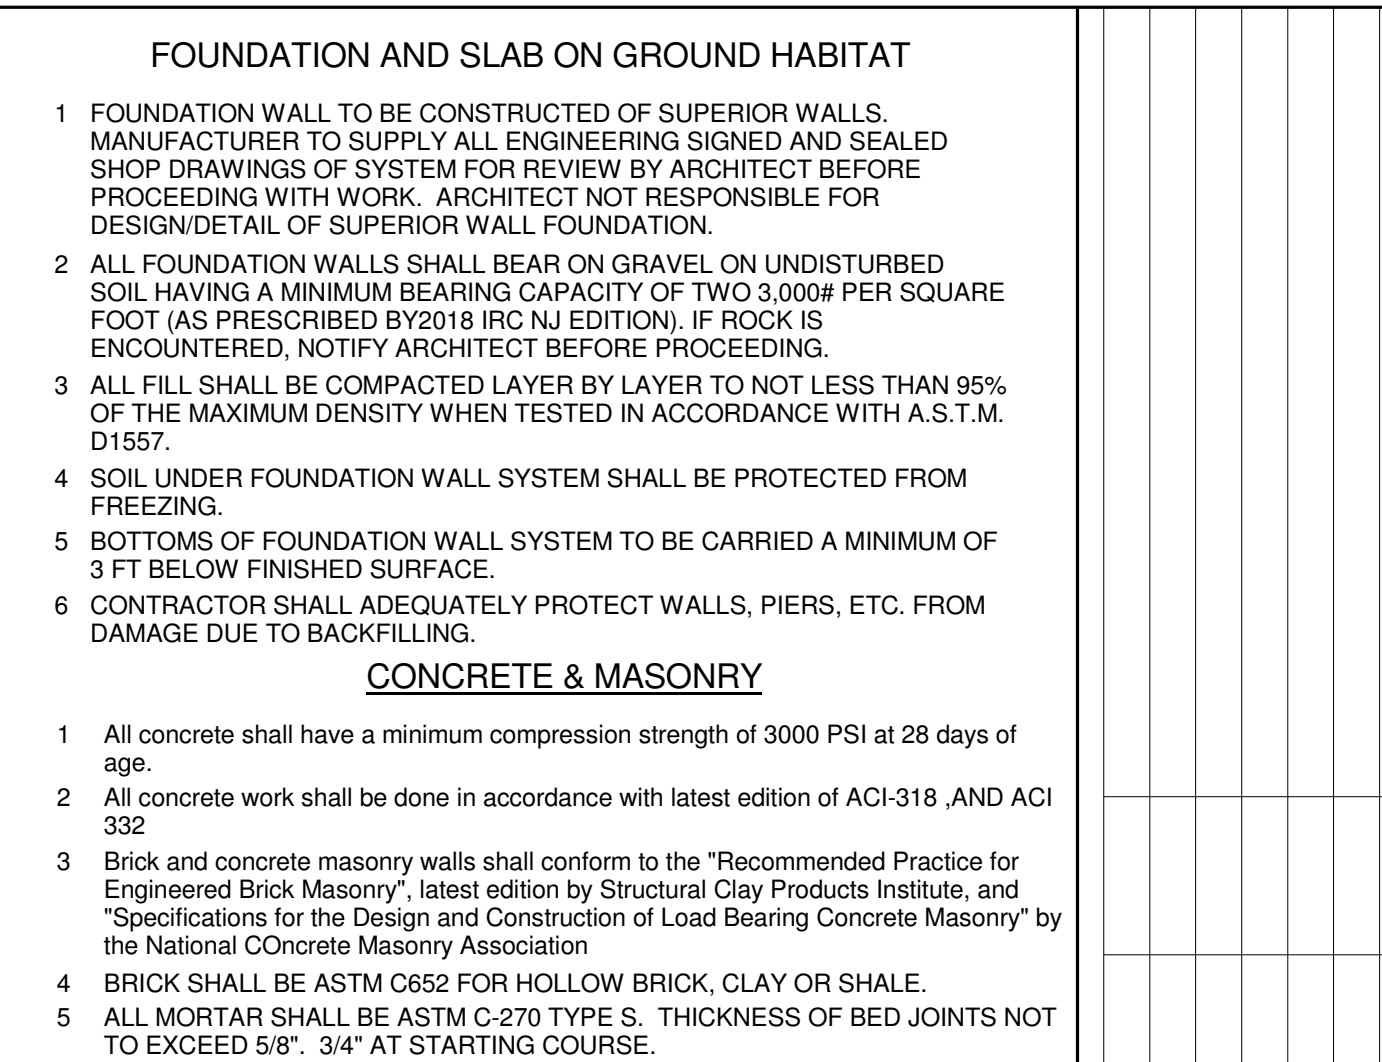 FOUNDATION AND SLAB ON GROUND HABITAT
1 FOUNDATION WALL TO BE CONSTRUCTED OF SUPERIOR WALLS.
MANUFACTURER TO SUPPLY ALL ENGINEERING SIGNED AND SEALED
SHOP DRAWINGS OF SYSTEM FOR REVIEW BY ARCHITECT BEFORE
PROCEEDING WITH WORK. ARCHITECT NOT RESPONSIBLE FOR
DESIGN/DETAIL OF SUPERIOR WALL FOUNDATION.
2 ALL FOUNDATION WALLS SHALL BEAR ON GRAVEL ON UNDISTURBED
SOIL HAVING A MINIMUM BEARING CAPACITY OF TWO 3,000# PER SQUARE
FOOT (AS PRESCRIBED BY2018 IRC NJ EDITION). IF ROCK IS
ENCOUNTERED, NOTIFY ARCHITECT BEFORE PROCEEDING.
3 ALL FILL SHALL BE COMPACTED LAYER BY LAYER TO NOT LESS THAN 95%
OF THE MAXIMUM DENSITY WHEN TESTED IN ACCORDANCE WITH A.S.T.M.
D1557.
4 SOIL UNDER FOUNDATION WALL SYSTEM SHALL BE PROTECTED FROM
FREEZING.
5 BOTTOMS OF FOUNDATION WALL SYSTEM TO BE CARRIED A MINIMUM OF
3 FT BELOW FINISHED SURFACE.
6 CONTRACTOR SHALL ADEQUATELY PROTECT WALLS, PIERS, ETC. FROM
DAMAGE DUE TO BACKFILLING.
CONCRETE & MASONRY
1 All concrete shall have a minimum compression strength of 3000 PSI at 28 days of
age.
2 All concrete work shall be done in accordance with latest edition of ACI-318 ,AND ACI
332
3 Brick and concrete masonry walls shall conform to the "Recommended Practice for
Engineered Brick Masonry", latest edition by Structural Clay Products Institute, and
"Specifications for the Design and Construction of Load Bearing Concrete Masonry" by
the National COncrete Masonry Association
4 BRICK SHALL BE ASTM C652 FOR HOLLOW BRICK, CLAY OR SHALE.
5 ALL MORTAR SHALL BE ASTM C-270 TYPE S. THICKNESS OF BED JOINTS NOT
TO EXCEED 5/8". 3/4" AT STARTING COURSE.